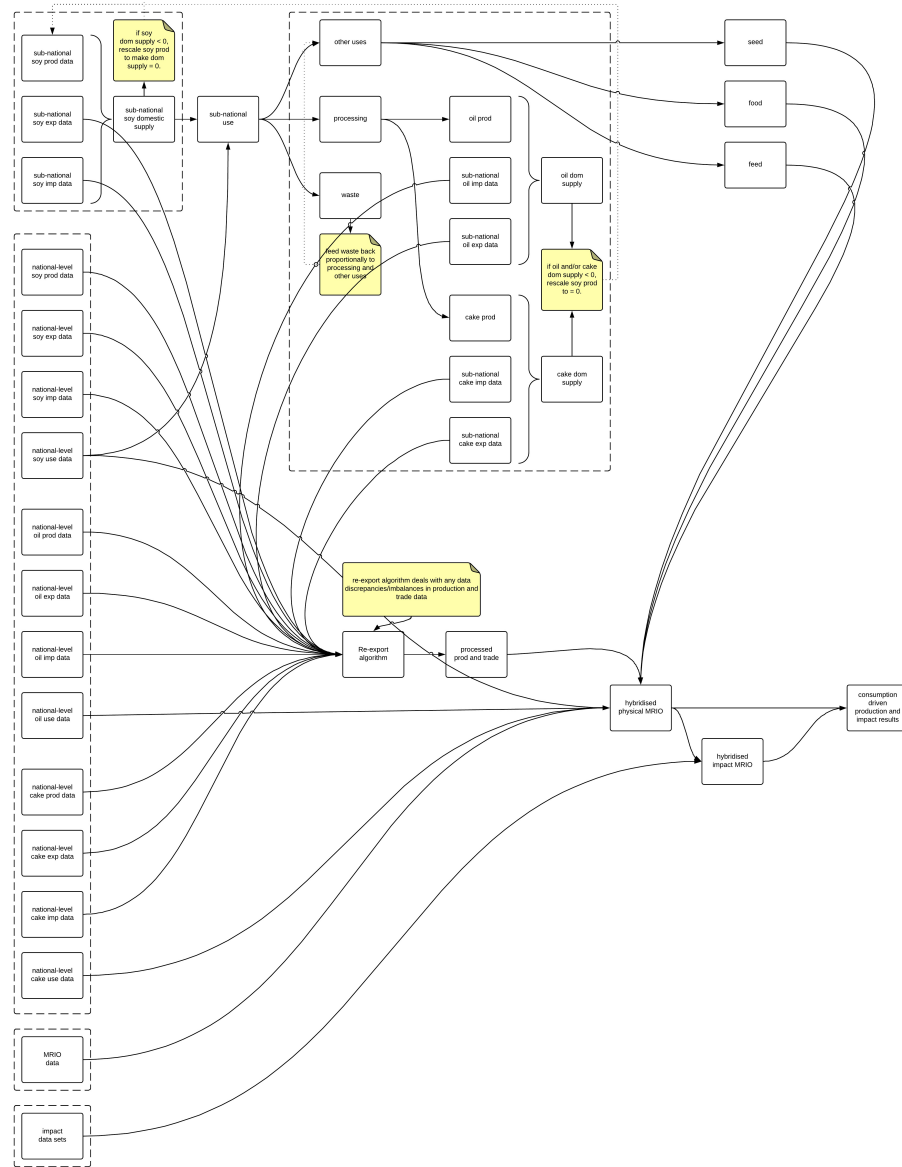 sub-national
soy prod data
if soy
dom supply < 0,
rescale soy prod
to make dom
supply = 0.
other uses
seed
sub-national
soy exp data
sub-national
soy domestic
supply
sub-national
use
processing
oil prod
food
sub-national
soy imp data
waste
sub-national
oil imp data
oil dom
supply
feed
sub-national
oil exp data
feed waste back
proportionally to
processing and
other uses
if oil and/or cake
dom supply < 0,
rescale soy prod
to = 0.
national-level
soy prod data
national-level
soy exp data
cake prod
national-level
soy imp data
sub-national
cake imp data
cake dom
supply
national-level
soy use data
sub-national
cake exp data
national-level
oil prod data
national-level
oil exp data
re-export algorithm deals with any data
discrepancies/imbalances in production and
trade data
national-level
oil imp data
Re-export
algorithm
processed
prod and trade
national-level
oil use data
hybridised
physical MRIO
consumption
driven
production and
impact results
hybridised
impact MRIO
national-level
cake prod data
national-level
cake exp data
national-level
cake imp data
national-level
cake use data
MRIO
data
impact
data sets